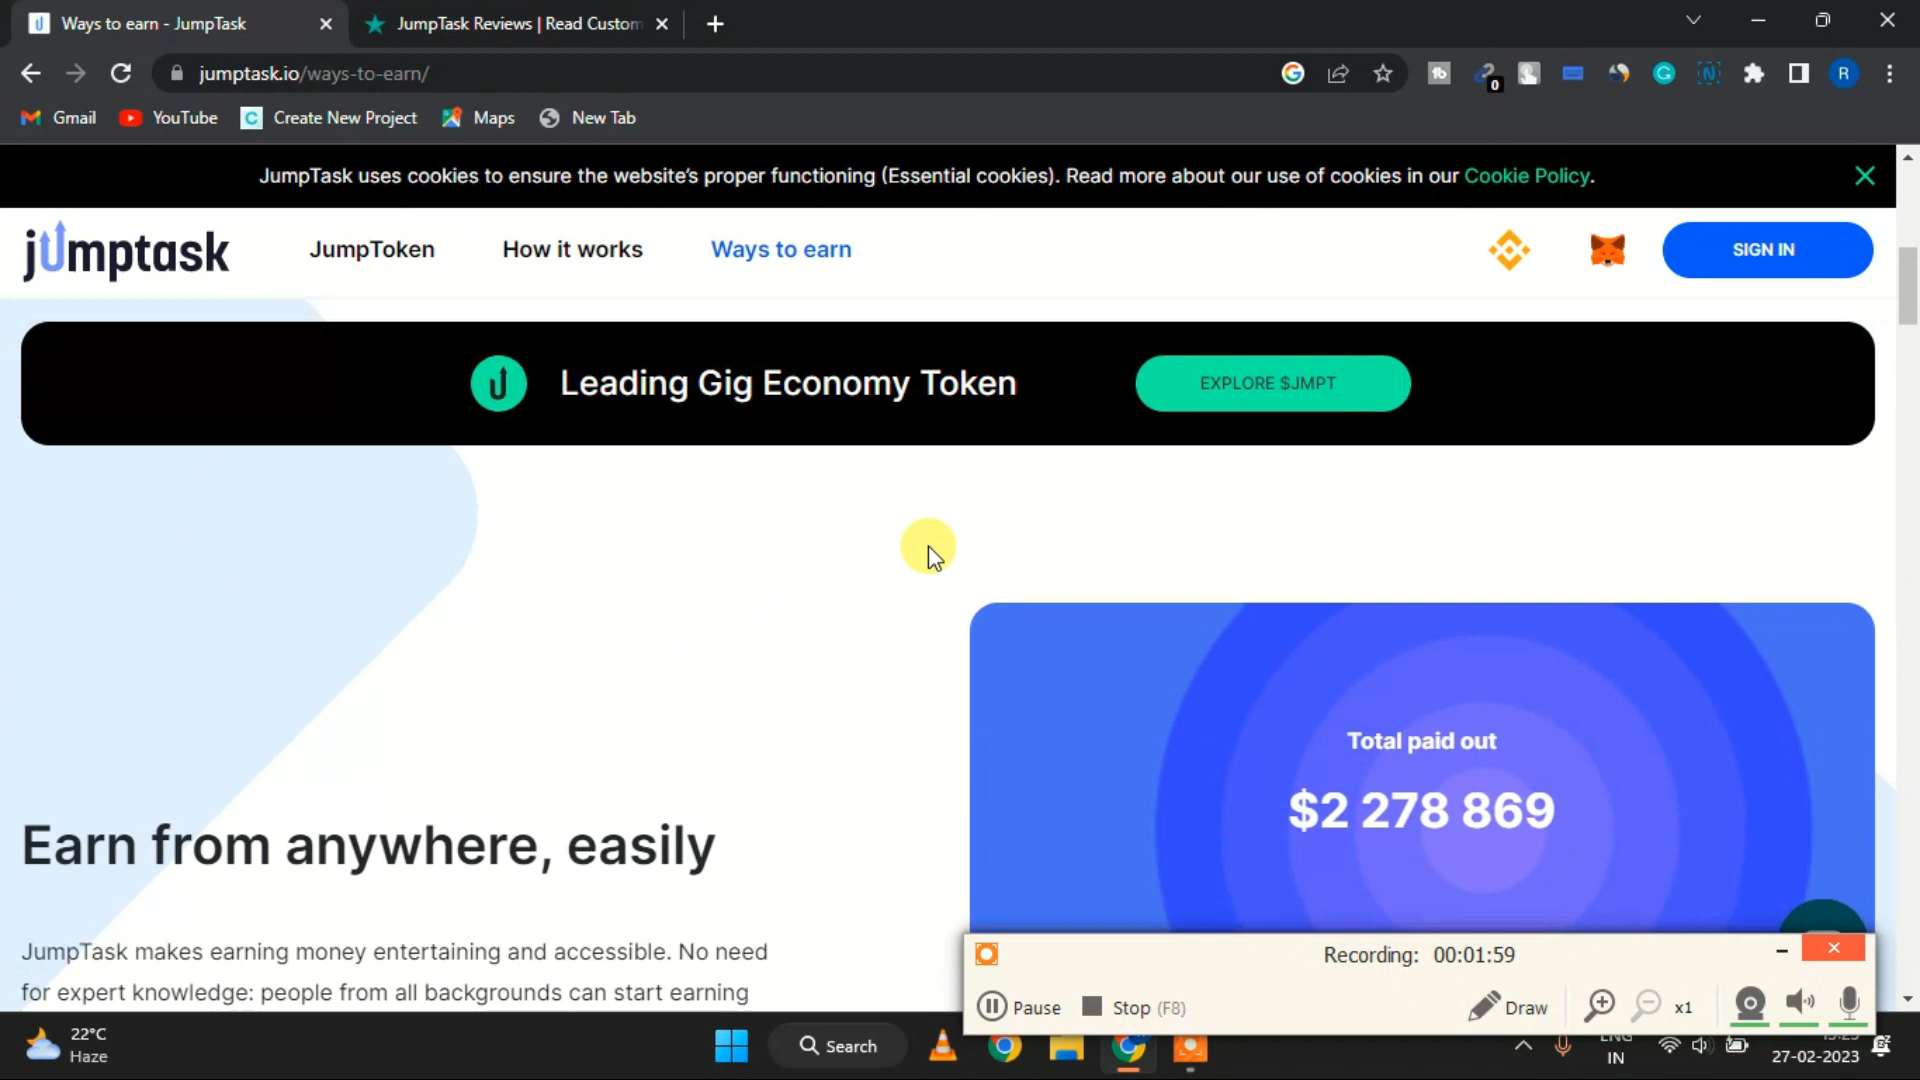 Ways to earn - JumpTask
JumpTask Reviews | Read Custom
jumptask.io/ways-to-earn/
0
R
Gmail
YouTube
Create New Project
Maps
New Tab
JumpTask uses cookies to ensure the website's proper functioning (Essential cookies). Read more about our use of cookies in our Cookie Policy.
jumptask
JumpToken
How it works
Ways to earn
SIGN IN
Leading Gig Economy Token
EXPLORE $JMPT
Total paid out
$2 278 869
Earn from anywhere, easily
JumpTask makes earning money entertaining and accessible. No need
for expert knowledge: people from all backgrounds can start earning
Recording: 00:01:59
Pause
Stop (F8)
Draw
x1
22°C
Haze
Search
IN
27-02-2023